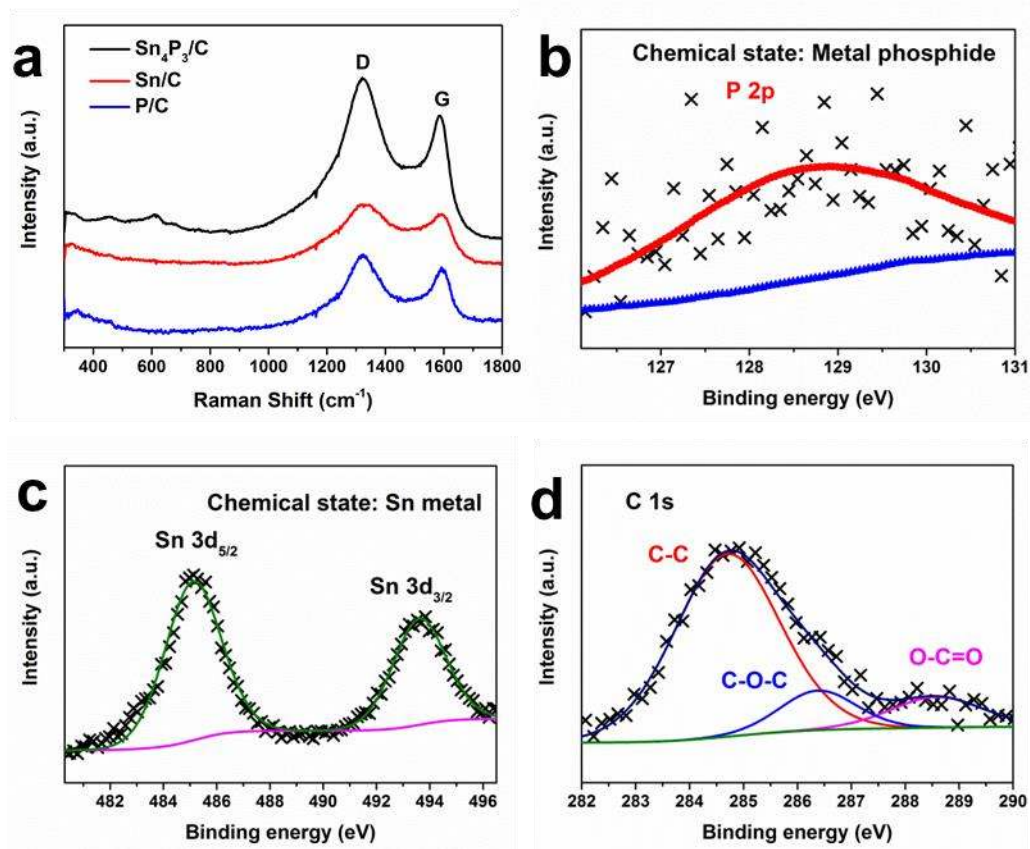 a
Sn₄P₃/C
Sn/C
P/C
D
G
Intensity (a.u.)
400 600 800 1000 1200 1400 1600 1800
Raman Shift (cm⁻¹)
b
Chemical state: Metal phosphide
P 2p
Intensity (a.u.)
127 128 129 130 131
Binding energy (eV)
c
Chemical state: Sn metal
Sn 3d₅/₂
Sn 3d₃/₂
Intensity (a.u.)
482 484 486 488 490 492 494 496
Binding energy (eV)
d
C 1s
C-C
C-O-C
O-C=O
Intensity (a.u.)
282 283 284 285 286 287 288 289 290
Binding energy (eV)